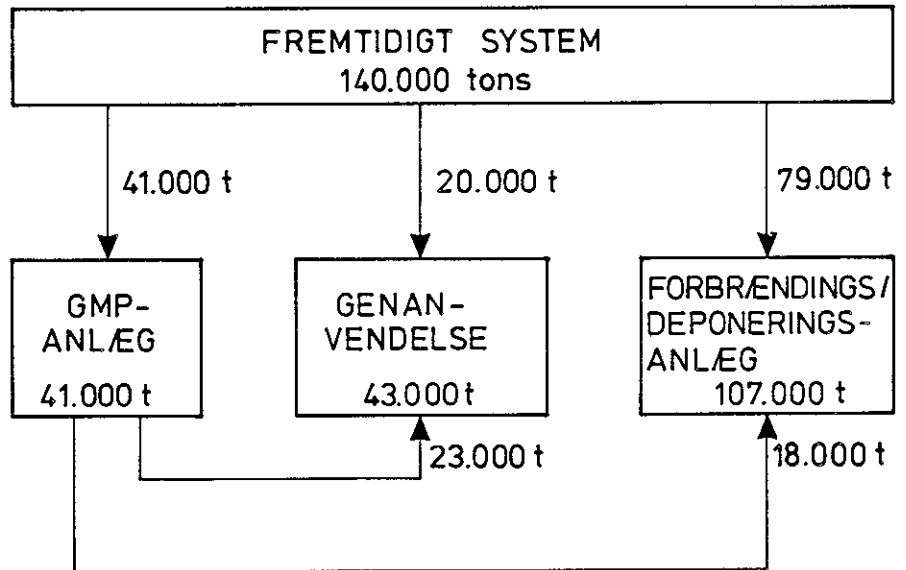 FREMTIDIGT SYSTEM
140.000 tons
41.000 t
20.000 t
79.000 t
GMP-
ANLÆG
41.000 t
GENAN-
VENDELSE
43.000 t
FORBRÆNDINGS/
DEPONERINGS-
ANLÆG
107.000 t
23.000 t
18.000 t